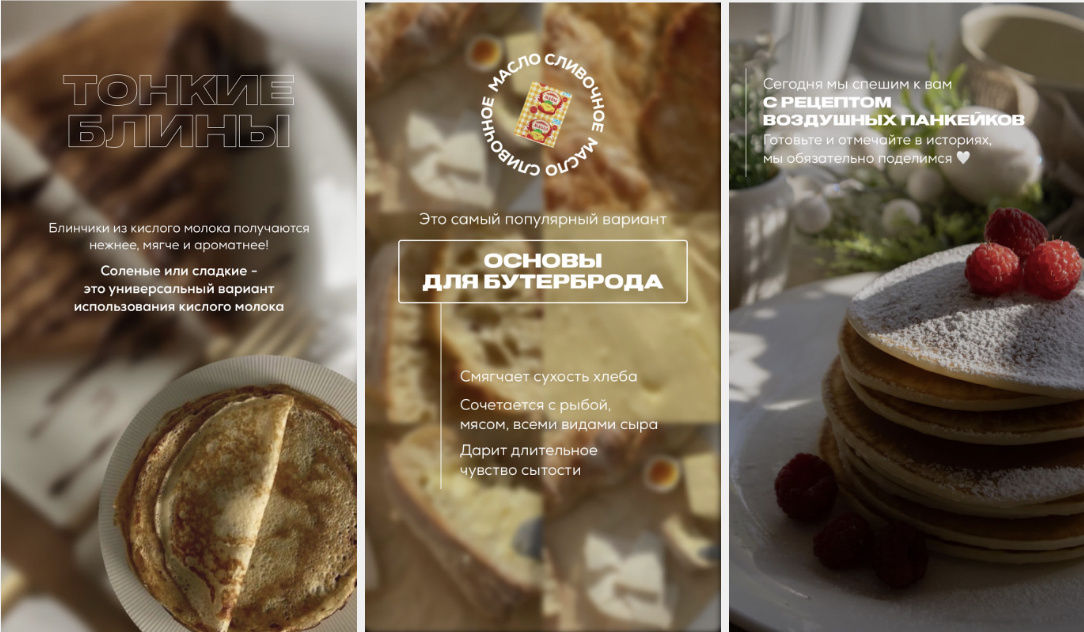 ТОНКИЕ
БЛИНЫ
Блинчики из кислого молока получаются
нежнее, мягче и ароматнее!
Соленые или сладкие -
это универсальный вариант
использования кислого молока
МАСЛО СЛИВОЧНОЕ МАСЛО СЛИВОЧНОЕ
Это самый популярный вариант
ОСНОВЫ
ДЛЯ БУТЕРБРОДА
Смягчает сухость хлеба
Сочетается с рыбой,
мясом, всеми видами сыра
Дарит длительное
чувство сытости
Сегодня мы спешим к вам
С РЕЦЕПТОМ
ВОЗДУШНЫХ ПАНКЕЙКОВ
Готовьте и отмечайте в историях,
мы обязательно поделимся 🤍